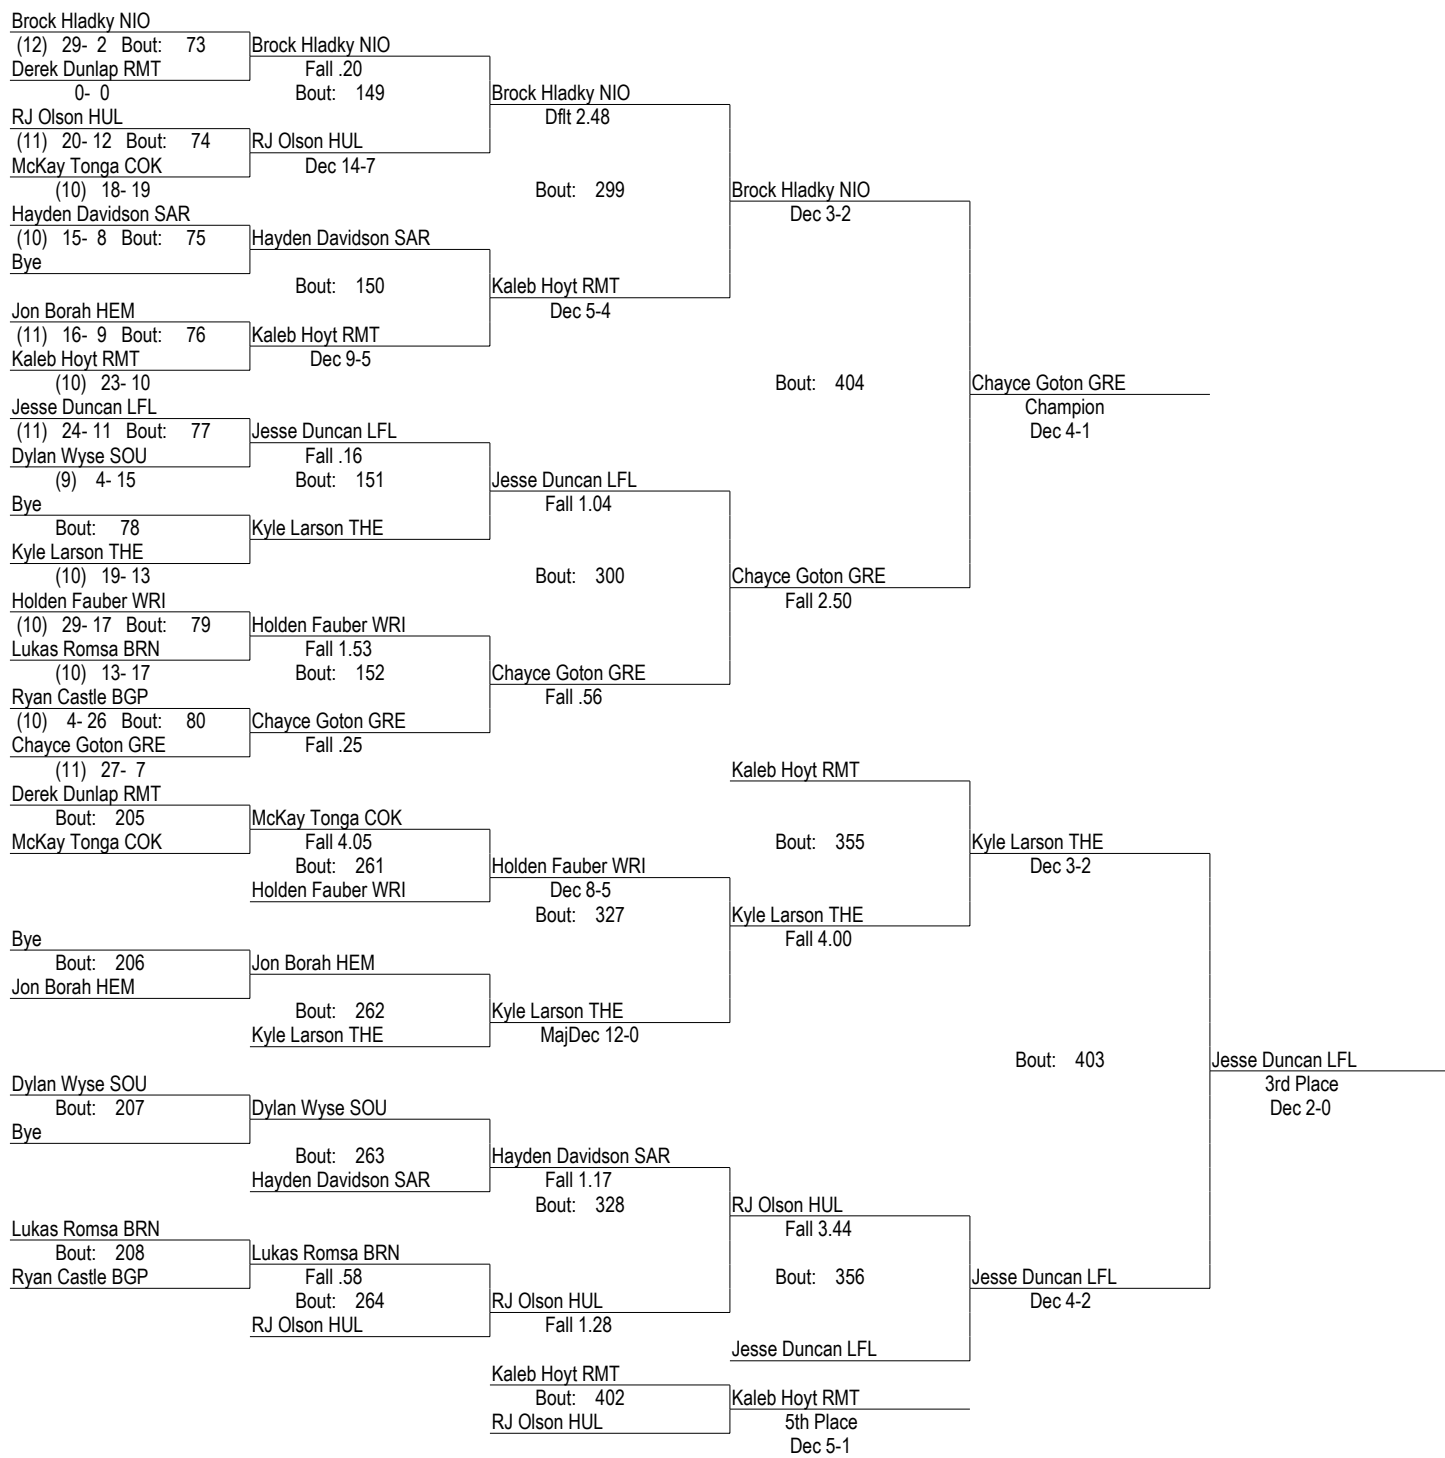 Brock Hladky NIO
(12) 29- 2 Bout: 73 Brock Hladky NIO
Derek Dunlap RMT Fall .20
0- 0 Bout: 149 Brock Hladky NIO
RJ Olson HUL Dflt 2.48
(11) 20- 12 Bout: 74 RJ Olson HUL
McKay Tonga COK Dec 14-7
(10) 18- 19 Bout: 299 Brock Hladky NIO
Hayden Davidson SAR Dec 3-2
(10) 15- 8 Bout: 75 Hayden Davidson SAR
Bye
Bout: 150 Kaleb Hoyt RMT
Jon Borah HEM Dec 5-4
(11) 16- 9 Bout: 76 Kaleb Hoyt RMT
Kaleb Hoyt RMT Dec 9-5
(10) 23- 10 Bout: 404 Chayce Goton GRE
Jesse Duncan LFL Champion
(11) 24- 11 Bout: 77 Jesse Duncan LFL Dec 4-1
Dylan Wyse SOU Fall .16
(9) 4- 15 Bout: 151 Jesse Duncan LFL
Bye Fall 1.04
Bout: 78 Kyle Larson THE
Kyle Larson THE
(10) 19- 13 Bout: 300 Chayce Goton GRE
Holden Fauber WRI Fall 2.50
(10) 29- 17 Bout: 79 Holden Fauber WRI
Lukas Romsa BRN Fall 1.53
(10) 13- 17 Bout: 152 Chayce Goton GRE
Ryan Castle BGP Fall .56
(10) 4- 26 Bout: 80 Chayce Goton GRE
Chayce Goton GRE Fall .25
(11) 27- 7 Kaleb Hoyt RMT
Derek Dunlap RMT
Bout: 205 McKay Tonga COK
McKay Tonga COK Fall 4.05 Bout: 355 Kyle Larson THE
Bout: 261 Holden Fauber WRI Dec 3-2
Holden Fauber WRI Dec 8-5
Bout: 327 Kyle Larson THE
Bye Fall 4.00
Bout: 206 Jon Borah HEM
Jon Borah HEM
Bout: 262 Kyle Larson THE
Kyle Larson THE MajDec 12-0
Bout: 403 Jesse Duncan LFL
Dylan Wyse SOU 3rd Place
Bout: 207 Dylan Wyse SOU Dec 2-0
Bye
Bout: 263 Hayden Davidson SAR
Hayden Davidson SAR Fall 1.17
Bout: 328 RJ Olson HUL
Lukas Romsa BRN Fall 3.44
Bout: 208 Lukas Romsa BRN
Ryan Castle BGP Fall .58 Bout: 356 Jesse Duncan LFL
Bout: 264 RJ Olson HUL Dec 4-2
RJ Olson HUL Fall 1.28
Jesse Duncan LFL
Kaleb Hoyt RMT
Bout: 402 Kaleb Hoyt RMT
RJ Olson HUL 5th Place
Dec 5-1